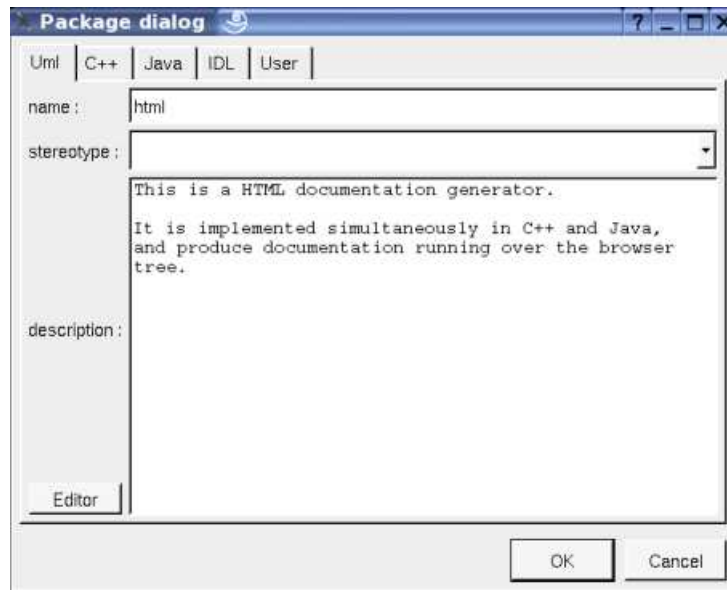 Package dialog
Uml C++ Java IDL User
name : html
stereotype :
This is a HTML documentation generator.
It is implemented simultaneously in C++ and Java,
and produce documentation running over the browser
tree.
description :
Editor
OK Cancel